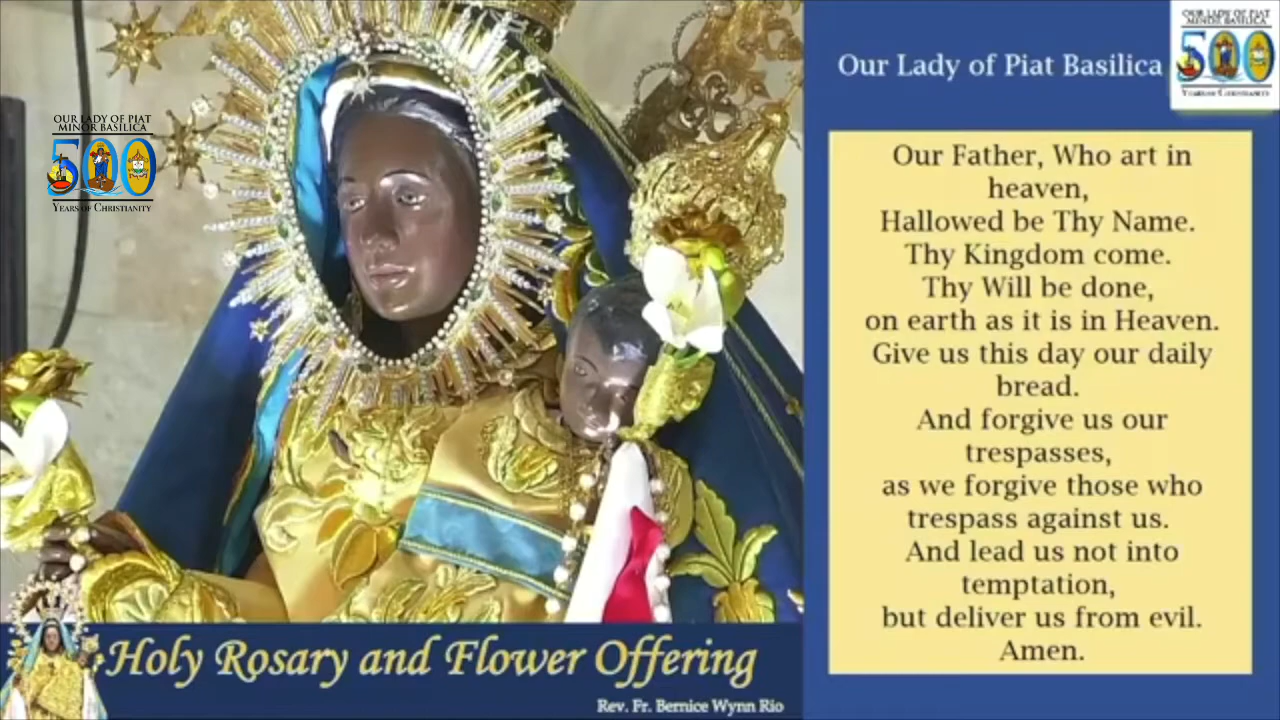 OUR LADY OF PIAT
MINOR BASILICA
500
YEARS OF CHRISTIANITY
Holy Rosary and Flower Offering
Rev. Fr. Bernice Wynn Rio
Our Lady of Piat Basilica
OUR LADY OF PIAT
MINOR BASILICA
500
YEARS OF CHRISTIANITY
Our Father, Who art in
heaven,
Hallowed be Thy Name.
Thy Kingdom come.
Thy Will be done,
on earth as it is in Heaven.
Give us this day our daily
bread.
And forgive us our
trespasses,
as we forgive those who
trespass against us.
And lead us not into
temptation,
but deliver us from evil.
Amen.